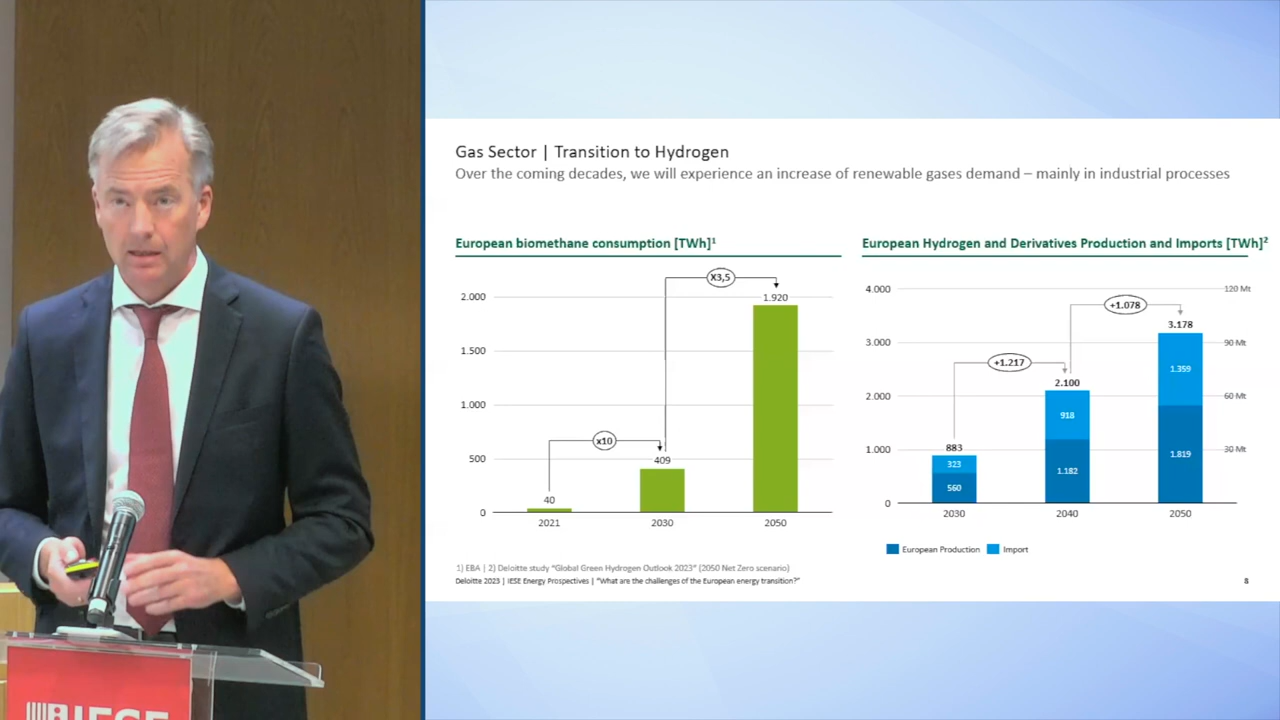 Gas Sector | Transition to Hydrogen
Over the coming decades, we will experience an increase of renewable gases demand – mainly in industrial processes
European biomethane consumption [TWh]¹
X3,5
2.000
1.920
1.500
1.000
x10
500
409
40
0
2021
2030
2050
European Hydrogen and Derivatives Production and Imports [TWh]²
4.000
120 Mt
+1.078
3.178
3.000
90 Mt
+1.217
1.359
2.100
2.000
60 Mt
918
1.819
883
1.000
30 Mt
323
1.182
560
0
2030
2040
2050
European Production
Import
1) EBA | 2) Deloitte study "Global Green Hydrogen Outlook 2023" (2050 Net Zero scenario)
Deloitte 2023 | IESE Energy Prospectives | "What are the challenges of the European energy transition?"
8
IESE